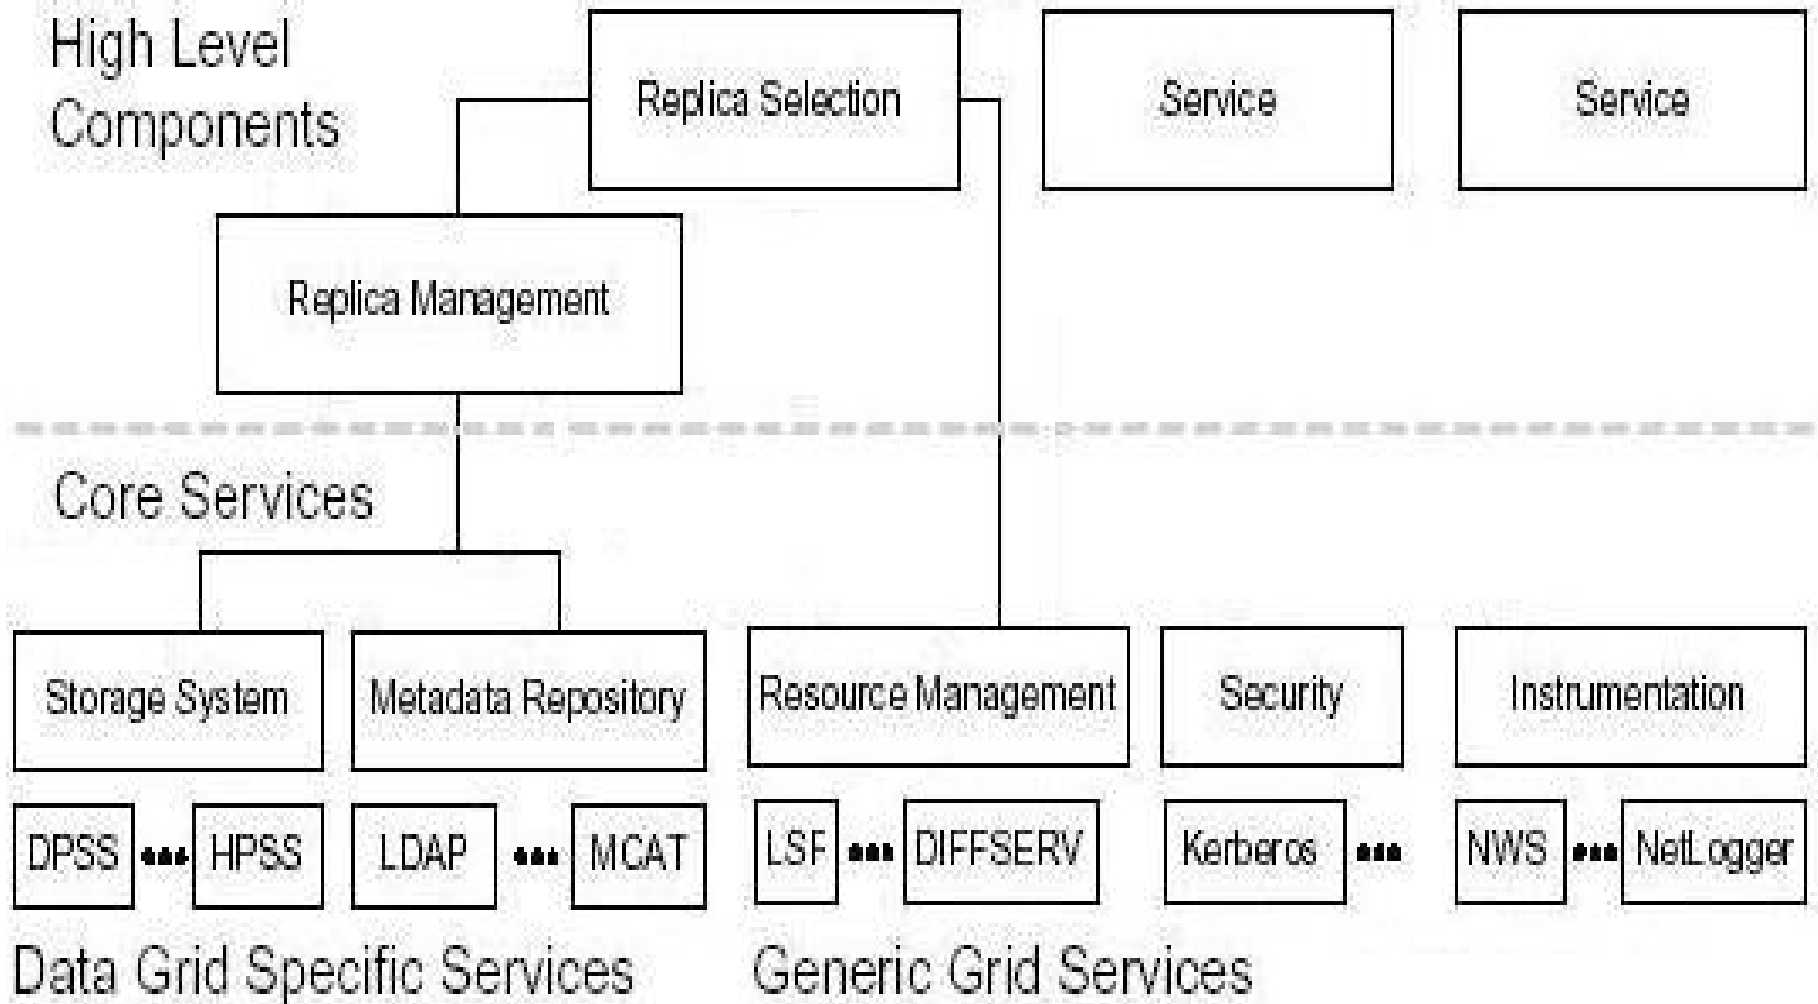 High Level
Components
Replica Selection
Service
Service
Replica Management
Core Services
Storage System
Metadata Repository
Resource Management
Security
Instrumentation
DPSS ••• HPSS
LDAP ••• MCAT
LSF ••• DIFFSERV
Kerberos •••
NWS ••• NetLogger
Data Grid Specific Services
Generic Grid Services